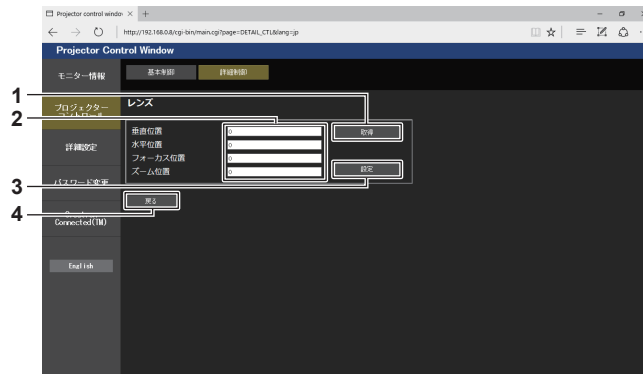 Projector control window
http://192.168.0.8/cgi-bin/main.cgi?page=DETAIL_CTL&lang=jp
Projector Control Window
モニター情報
基本制御
詳細制御
1
2
3
4
プロジェクター
コントロール
レンズ
垂直位置
0
取得
水平位置
0
フォーカス位置
0
ズーム位置
0
設定
詳細設定
パスワード変更
戻る
Connected(TM)
English